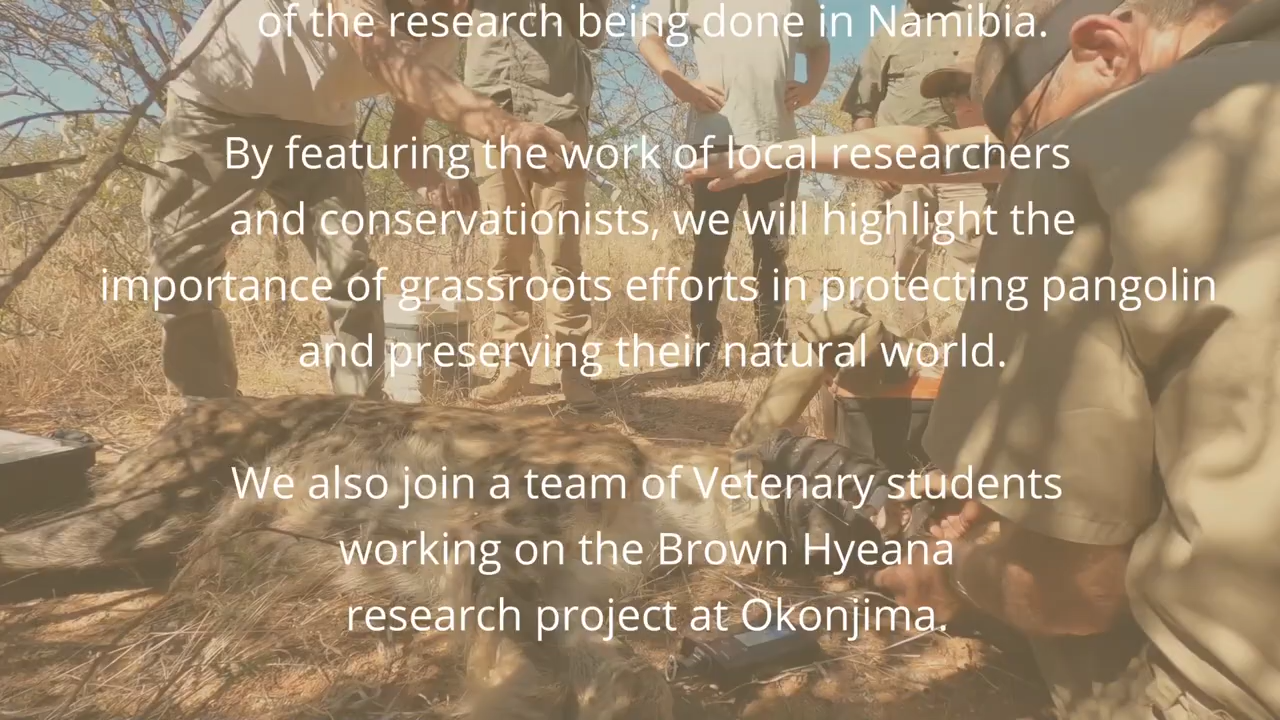 of the research being done in Namibia.
By featuring the work of local researchers
and conservationists, we will highlight the
importance of grassroots efforts in protecting pangolin
and preserving their natural world.
We also join a team of Vetenary students
working on the Brown Hyeana
research project at Okonjima.